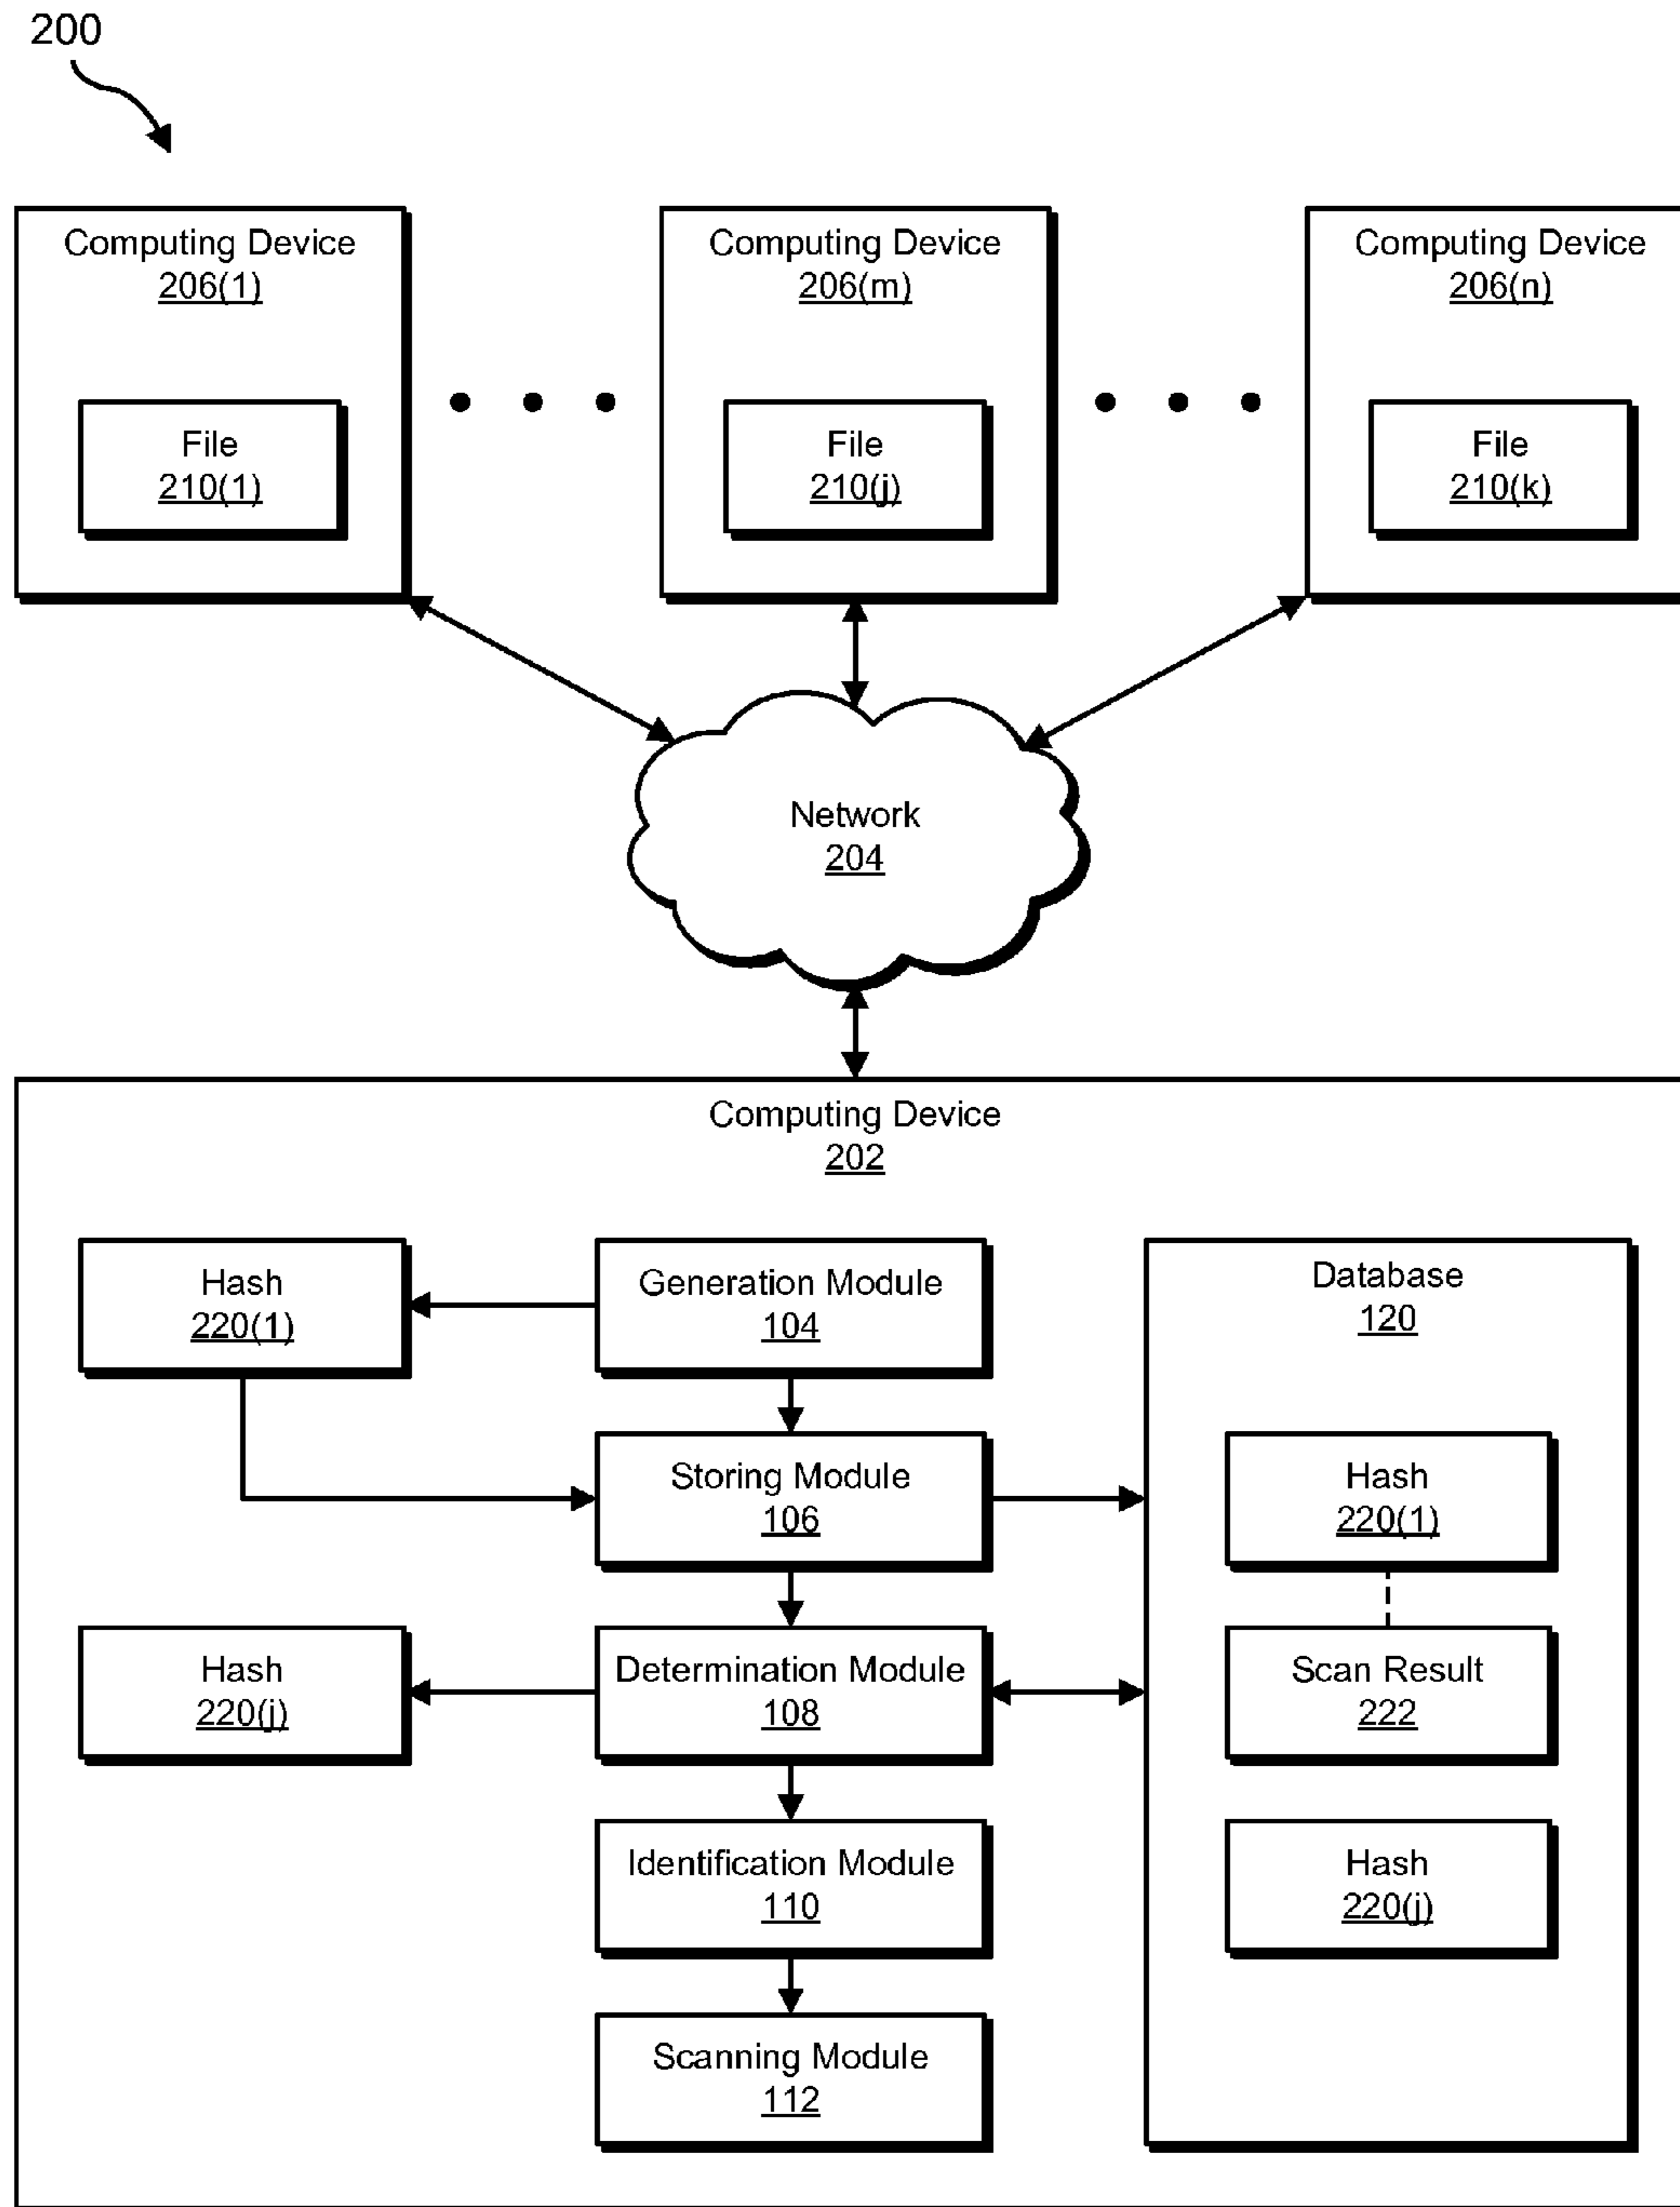 200
Computing Device
206(1)
File
210(1)
Computing Device
206(m)
File
210(j)
Computing Device
206(n)
File
210(k)
Network
204
Computing Device
202
Hash
220(1)
Generation Module
104
Storing Module
106
Hash
220(j)
Determination Module
108
Identification Module
110
Scanning Module
112
Database
120
Hash
220(1)
Scan Result
222
Hash
220(j)